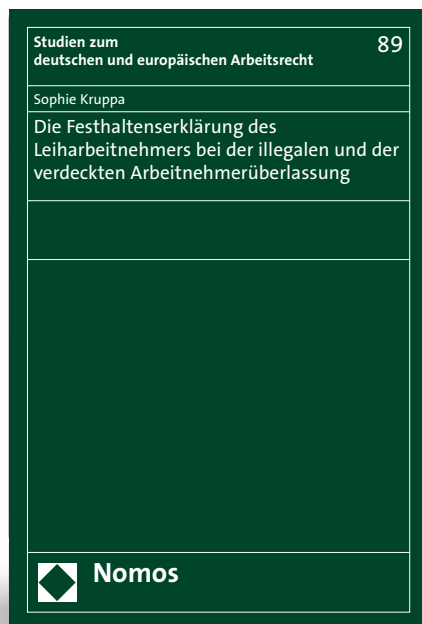 Studien zum
deutschen und europäischen Arbeitsrecht
89
Sophie Kruppa
Die Festhaltenserklärung des
Leiharbeitnehmers bei der illegalen und der
verdeckten Arbeitnehmerüberlassung
Nomos